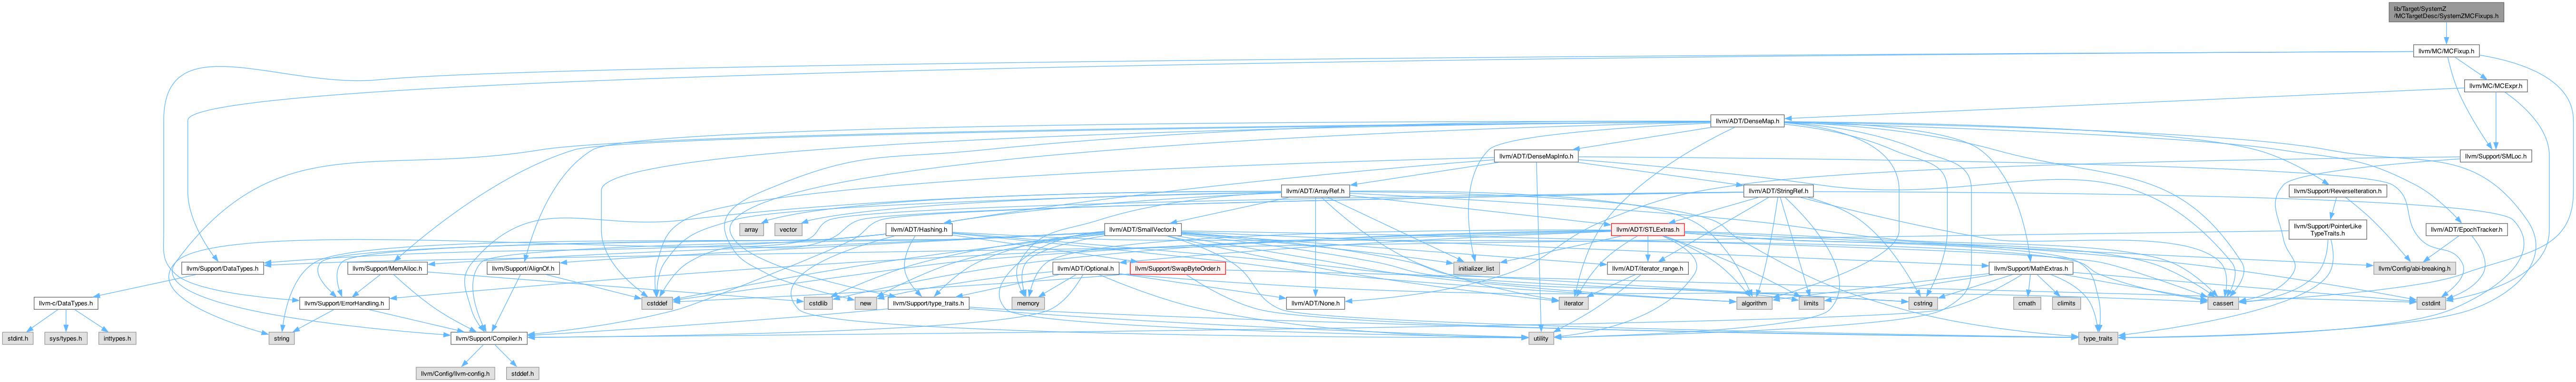 lib/Target/SystemZ
/MCTargetDesc/SystemZMCFixups.h
llvm/MC/MCFixup.h
llvm/MC/MCExpr.h
llvm/ADT/DenseMap.h
llvm/ADT/DenseMapInfo.h
llvm/Support/SMLoc.h
llvm/ADT/ArrayRef.h
llvm/ADT/StringRef.h
llvm/Support/ReverseIteration.h
array
vector
llvm/ADT/Hashing.h
llvm/ADT/SmallVector.h
llvm/ADT/STLExtras.h
llvm/Support/PointerLike
TypeTraits.h
llvm/ADT/EpochTracker.h
llvm/Support/DataTypes.h
llvm/Support/MemAlloc.h
llvm/Support/AlignOf.h
llvm/ADT/Optional.h
llvm/Support/SwapByteOrder.h
initializer_list
llvm/ADT/iterator_range.h
llvm/Support/MathExtras.h
llvm/Config/abi-breaking.h
llvm-c/DataTypes.h
llvm/Support/ErrorHandling.h
cstddef
cstdlib
new
llvm/Support/type_traits.h
memory
llvm/ADT/None.h
iterator
algorithm
limits
cstring
cmath
climits
cassert
cstdint
stdint.h
sys/types.h
inttypes.h
string
llvm/Support/Compiler.h
utility
type_traits
llvm/Config/llvm-config.h
stddef.h